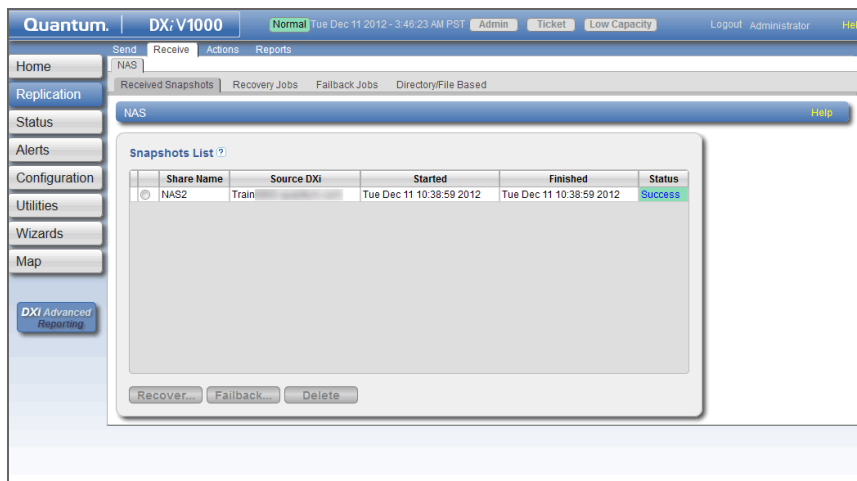 Quantum. DXi V1000 Normal Tue Dec 11 2012 - 3:46:23 AM PST Admin Ticket Low Capacity Logout Administrator
Send Receive Actions Reports
Home
NAS
Received Snapshots Recovery Jobs Failback Jobs Directory/File Based
Replication
NAS Help
Status
Alerts
Snapshots List ?
Configuration
Share Name Source DXi Started Finished Status
NAS2 Train Tue Dec 11 10:38:59 2012 Tue Dec 11 10:38:59 2012 Success
Utilities
Wizards
Map
DXi Advanced
Reporting
Recover... Failback... Delete